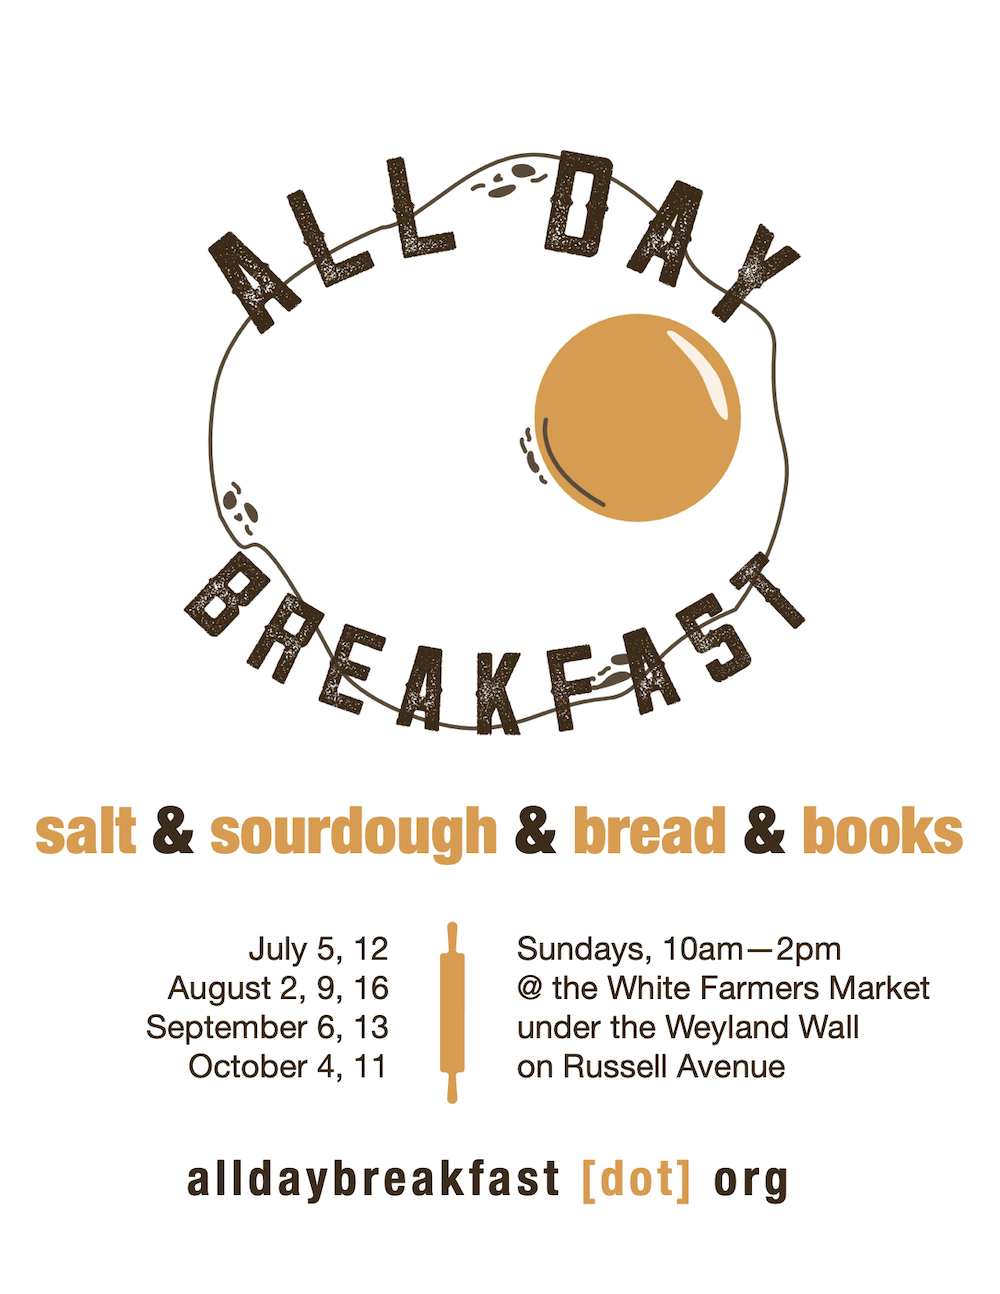 ALL DAY
BREAKFAST
salt & sourdough & bread & books
July 5, 12
August 2, 9, 16
September 6, 13
October 4, 11
Sundays, 10am—2pm
@ the White Farmers Market
under the Weyland Wall
on Russell Avenue
alldaybreakfast [dot] org